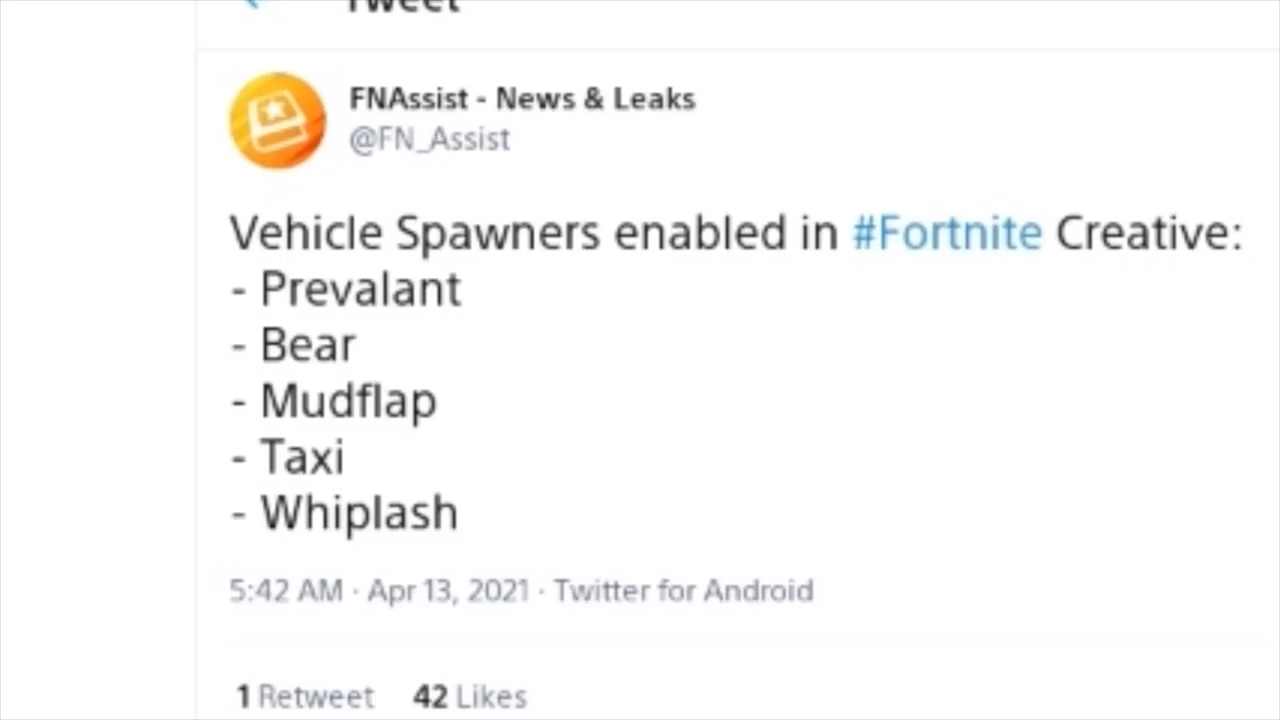 Tweet
FNAssist - News & Leaks
@FN_Assist
Vehicle Spawners enabled in #Fortnite Creative:
- Prevalant
- Bear
- Mudflap
- Taxi
- Whiplash
5:42 AM · Apr 13, 2021 · Twitter for Android
1 Retweet 42 Likes